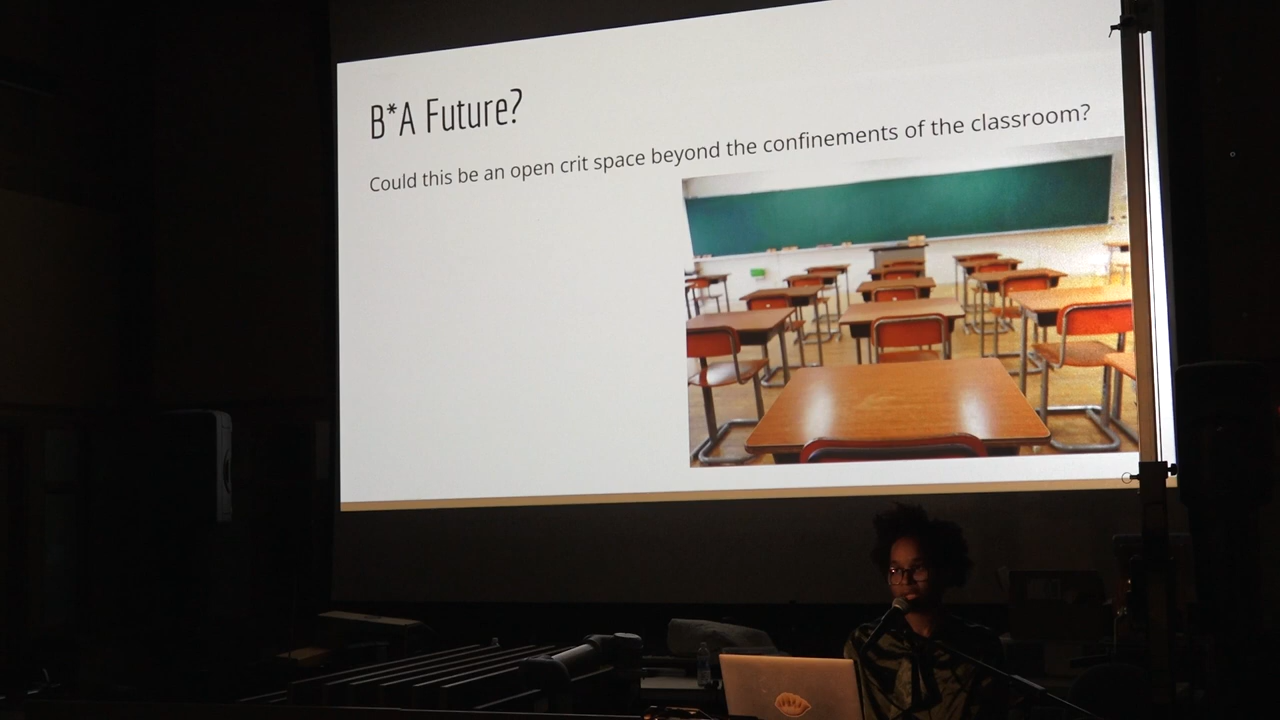 B*A Future?
Could this be an open crit space beyond the confinements of the classroom?